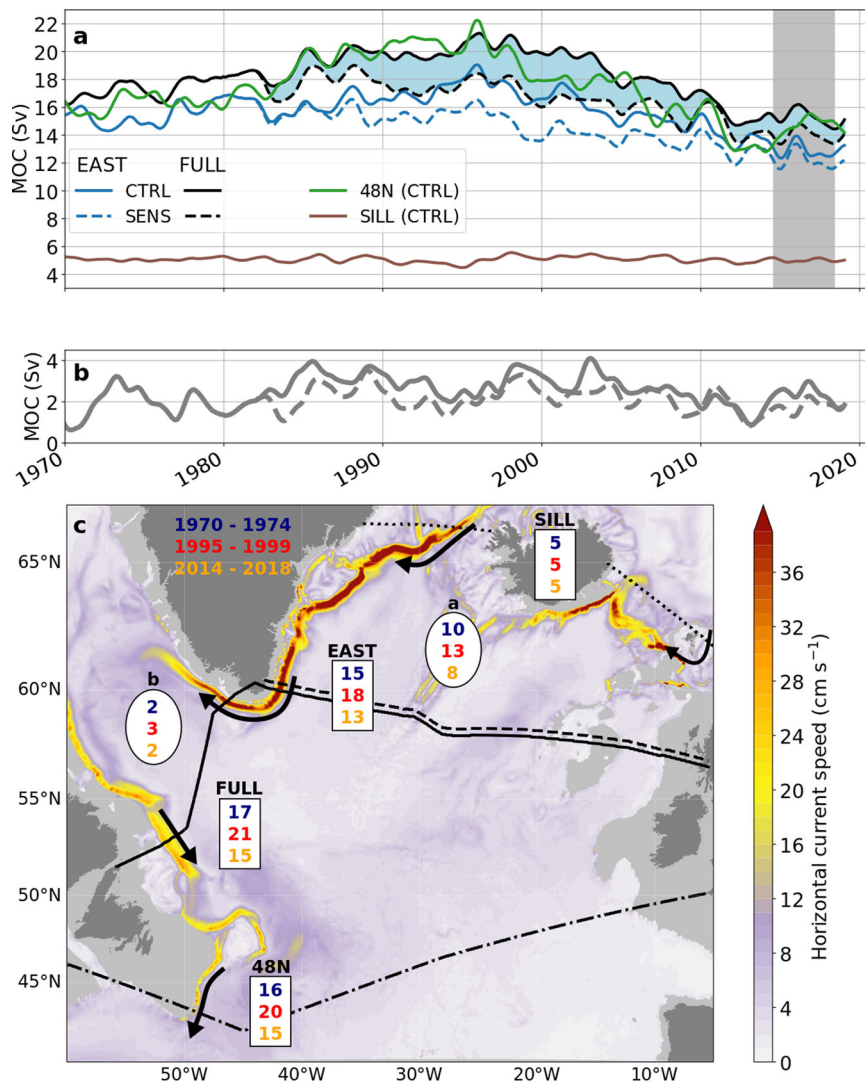 a
MOC (Sv)
22
20
18
16
14
12
10
8
6
4
EAST FULL
CTRL 48N (CTRL)
SENS SILL (CTRL)
b
MOC (Sv)
4
2
0
1970 1980 1990 2000 2010 2020
c
1970 - 1974
1995 - 1999
2014 - 2018
SILL
5
5
5
a
10
13
8
EAST
15
18
13
b
2
3
2
FULL
17
21
15
48N
16
20
15
65°N
60°N
55°N
50°N
45°N
50°W 40°W 30°W 20°W 10°W
36
32
28
24
20
16
12
8
4
0
Horizontal current speed (cm s⁻¹)